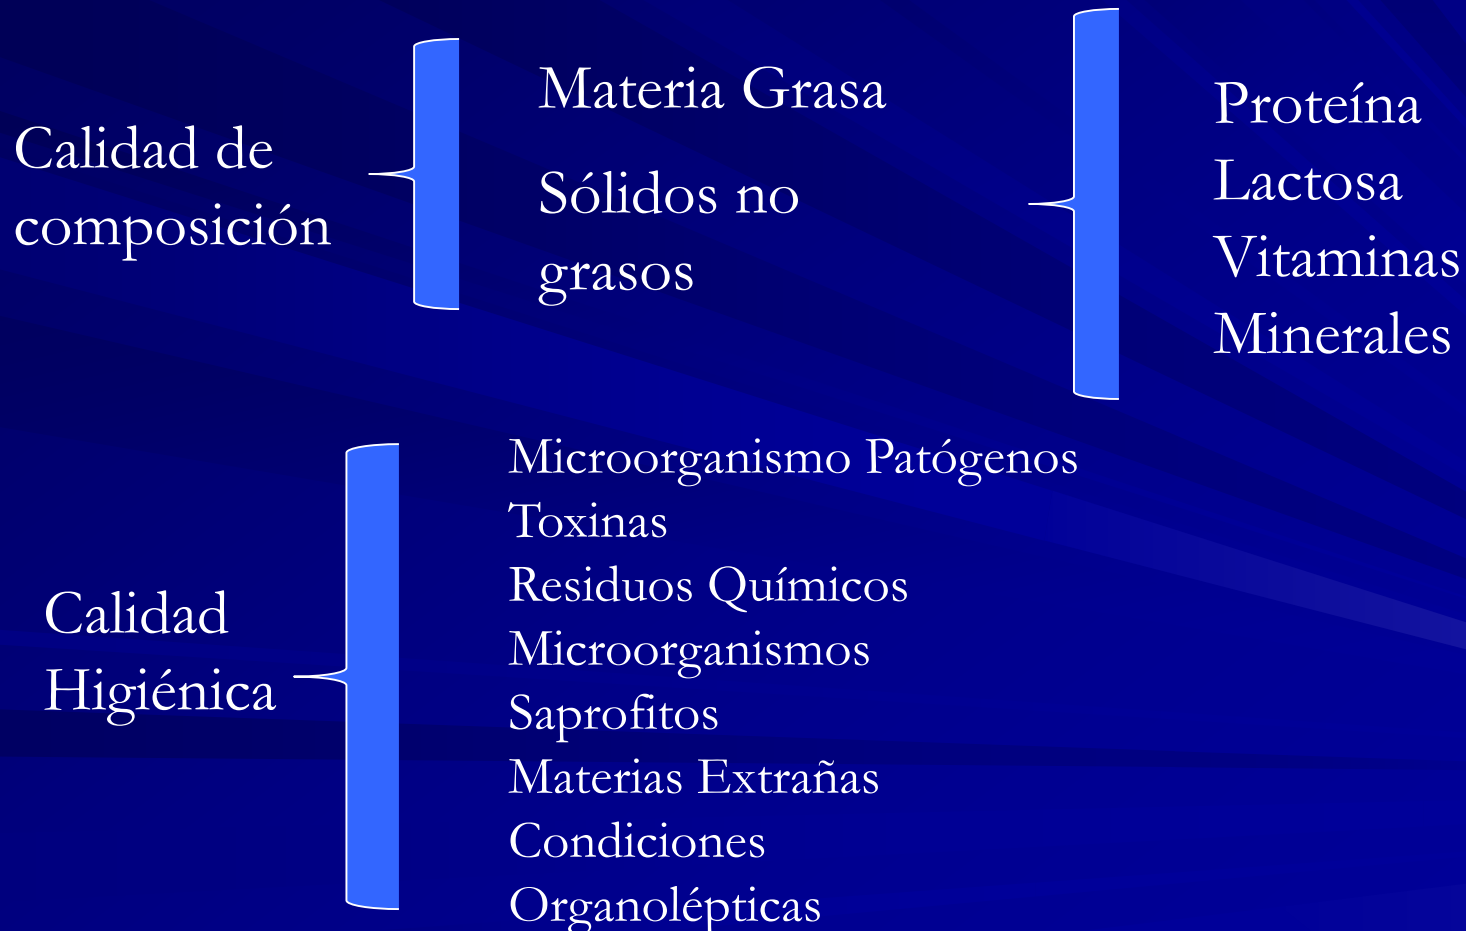 Calidad de
composición
Materia Grasa
Sólidos no
grasos
Proteína
Lactosa
Vitaminas
Minerales
Calidad
Higiénica
Microorganismo Patógenos
Toxinas
Residuos Químicos
Microorganismos
Saprofitos
Materias Extrañas
Condiciones
Organolépticas